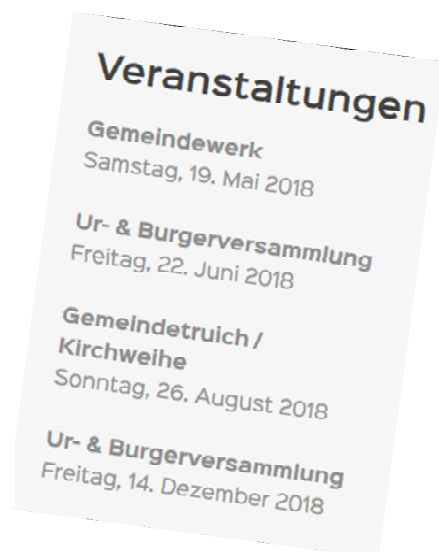 Veranstaltungen
Gemeindewerk
Samstag, 19. Mai 2018
Ur- & Burgerversammlung
Freitag, 22. Juni 2018
Gemeindetruich /
Kirchweihe
Sonntag, 26. August 2018
Ur- & Burgerversammlung
Freitag, 14. Dezember 2018